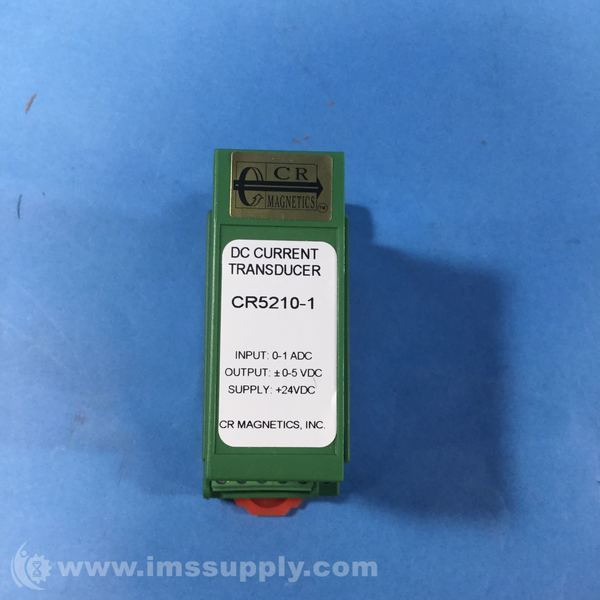 CR
MAGNETICS
TM
DC CURRENT
TRANSDUCER
CR5210-1
INPUT: 0-1 ADC
OUTPUT: ± 0-5 VDC
SUPPLY: +24VDC
CR MAGNETICS, INC.
© www.imssupply.com